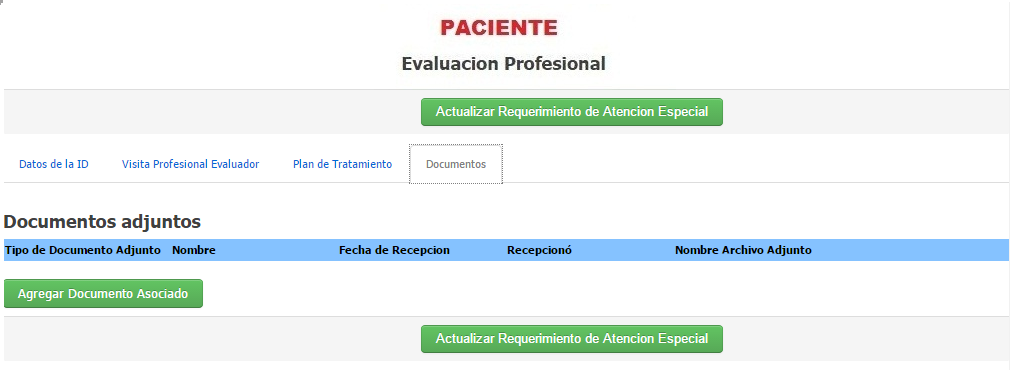 PACIENTE
Evaluacion Profesional
Actualizar Requerimiento de Atencion Especial
Datos de la ID Visita Profesional Evaluador Plan de Tratamiento Documentos
Documentos adjuntos
Tipo de Documento Adjunto Nombre Fecha de Recepcion Recepcionó Nombre Archivo Adjunto
Agregar Documento Asociado
Actualizar Requerimiento de Atencion Especial